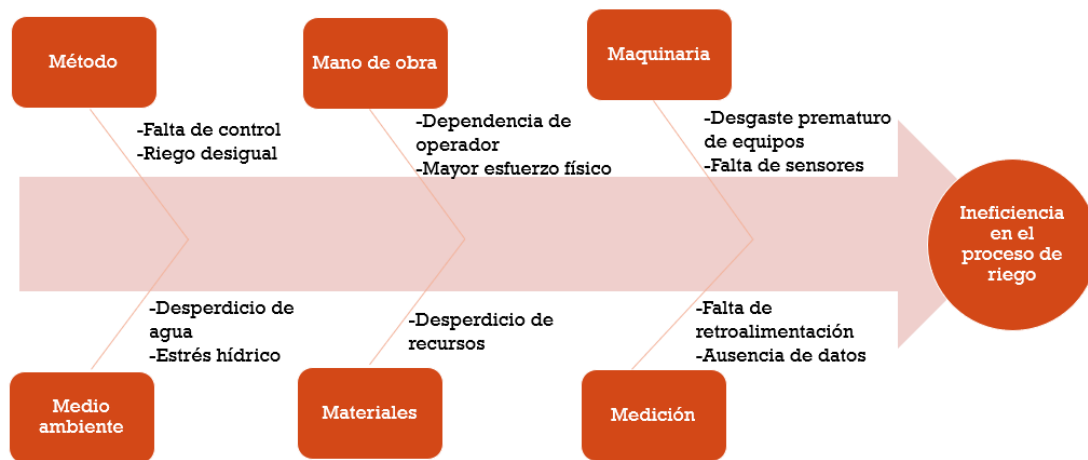 Método
-Falta de control
-Riego desigual
Mano de obra
-Dependencia de
operador
-Mayor esfuerzo físico
Maquinaria
-Desgaste prematuro
de equipos
-Falta de sensores
Ineficiencia
en el
proceso de
riego
-Desperdicio de
agua
-Estrés hídrico
Medio
ambiente
-Desperdicio de
recursos
Materiales
-Falta de
retroalimentación
-Ausencia de datos
Medición